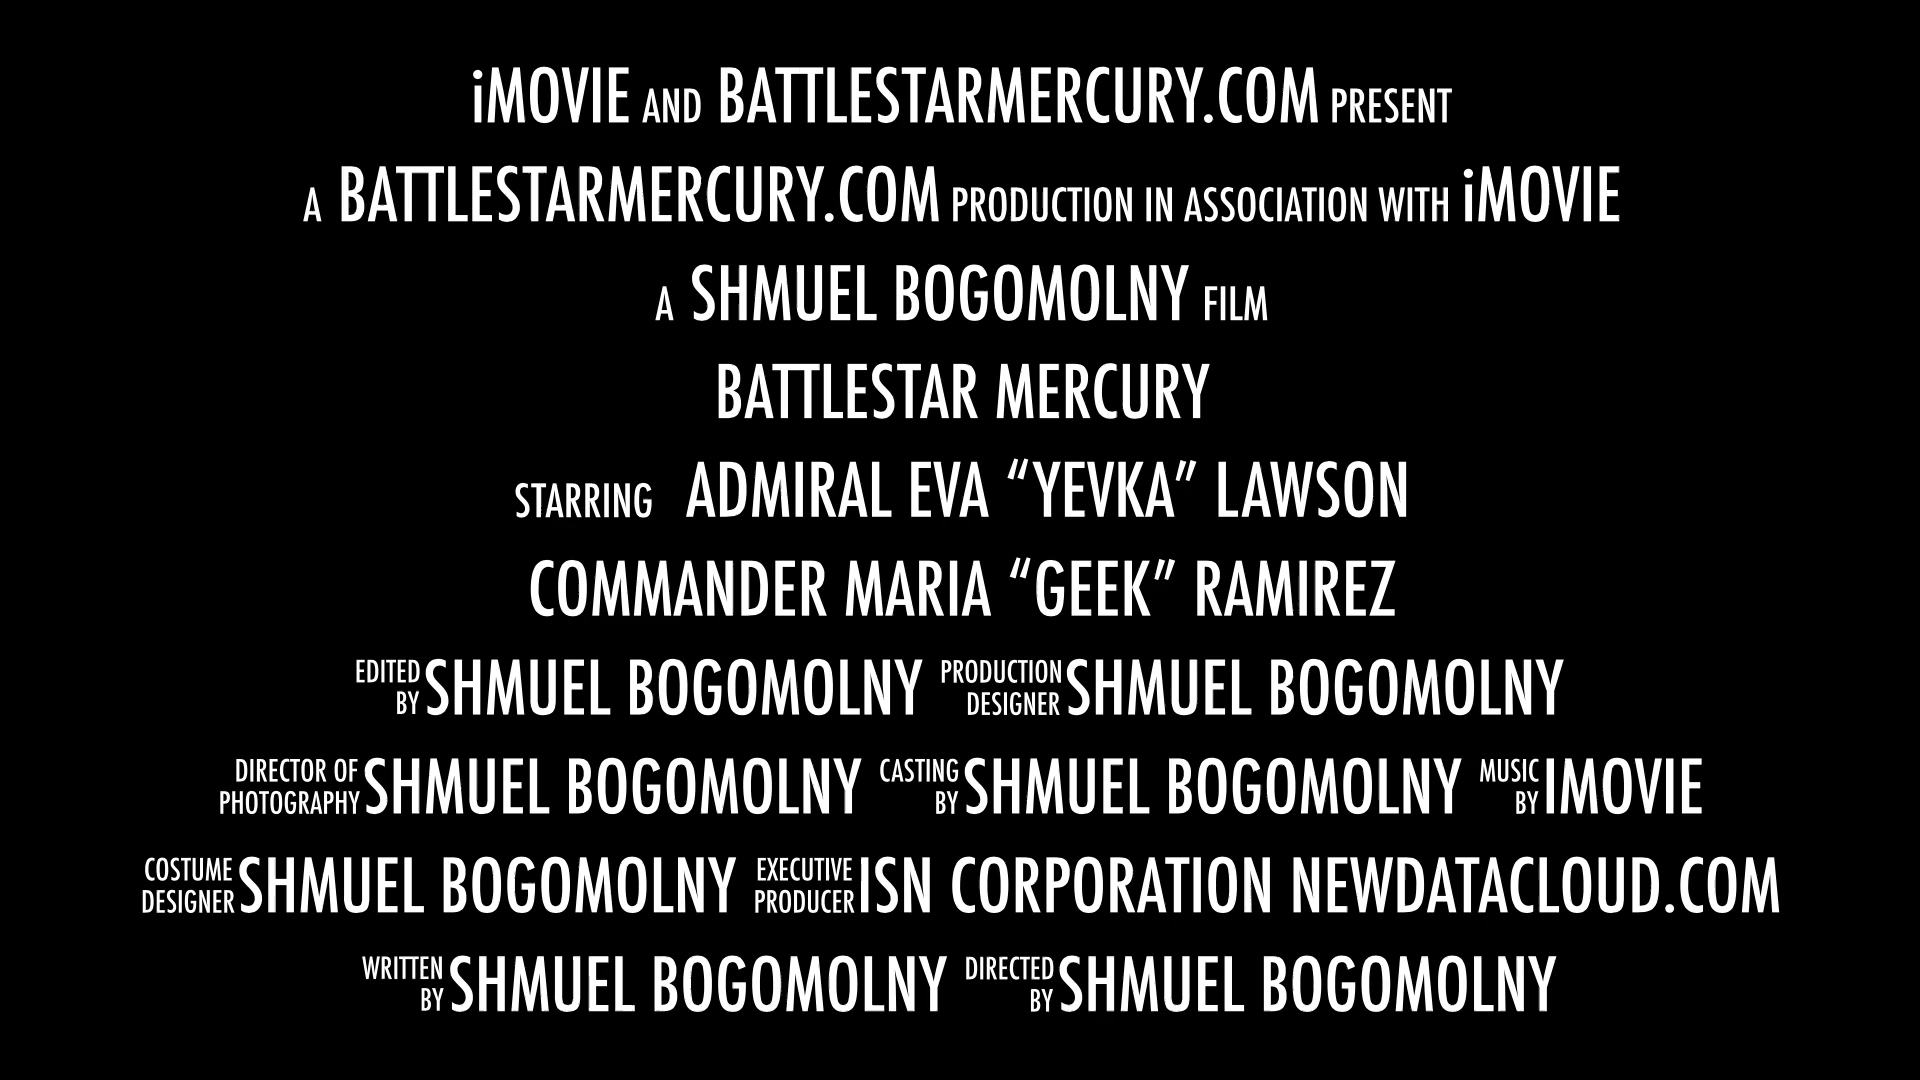 iMOVIE AND BATTLESTARMERCURY.COM PRESENT
A BATTLESTARMERCURY.COM PRODUCTION IN ASSOCIATION WITH iMOVIE
A SHMUEL BOGOMOLNY FILM
BATTLESTAR MERCURY
STARRING ADMIRAL EVA “YEVKA” LAWSON
COMMANDER MARIA “GEEK” RAMIREZ
EDITED BY SHMUEL BOGOMOLNY PRODUCTION DESIGNER SHMUEL BOGOMOLNY
DIRECTOR OF PHOTOGRAPHY SHMUEL BOGOMOLNY CASTING BY SHMUEL BOGOMOLNY MUSIC BY IMOVIE
COSTUME DESIGNER SHMUEL BOGOMOLNY EXECUTIVE PRODUCER ISN CORPORATION NEWDATACLOUD.COM
WRITTEN BY SHMUEL BOGOMOLNY DIRECTED BY SHMUEL BOGOMOLNY